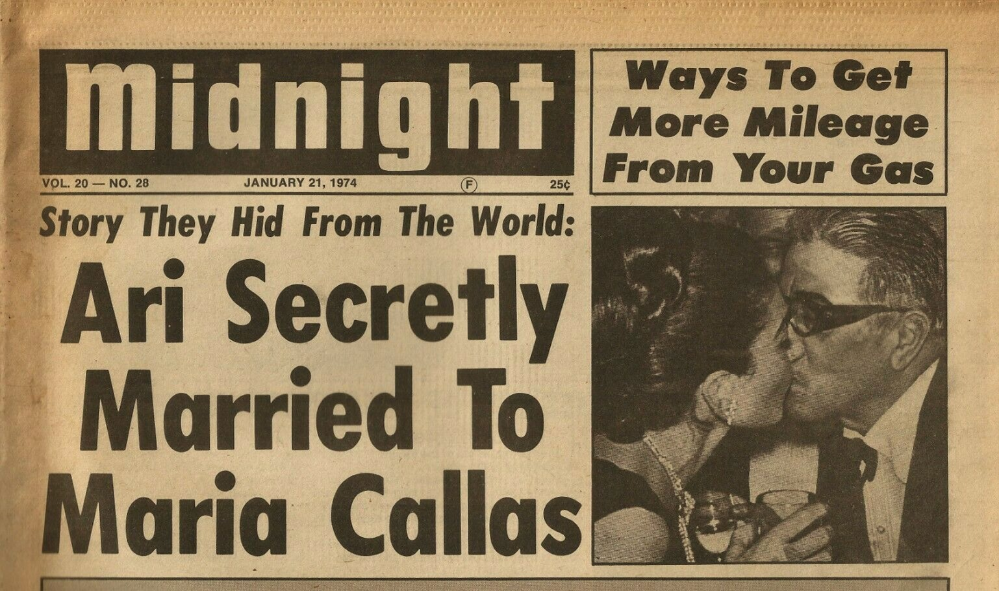 Midnight
VOL. 20 — NO. 28 JANUARY 21, 1974 Ⓕ 25¢
Ways To Get
More Mileage
From Your Gas
Story They Hid From The World:
Ari Secretly
Married To
Maria Callas